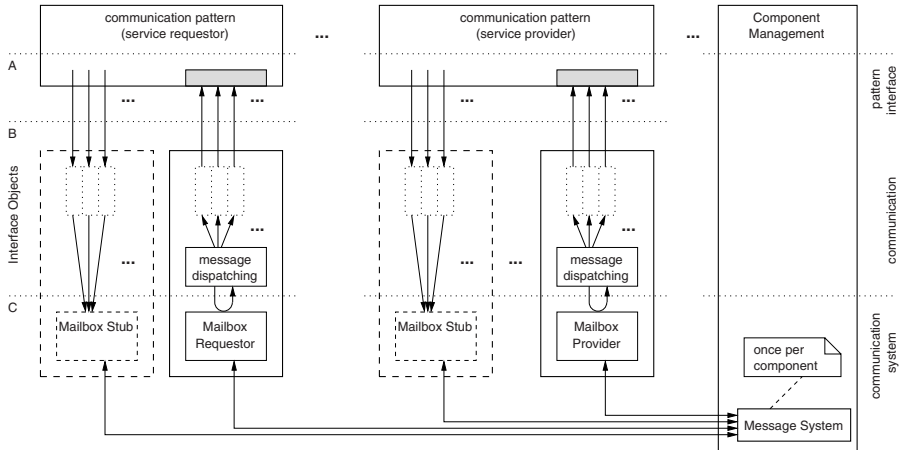 communication pattern
(service requestor)
...
communication pattern
(service provider)
...
Component
Management
A
...
...
...
...
pattern
interface
B
Interface Objects
...
...
message
dispatching
...
...
...
message
dispatching
communication
C
Mailbox Stub
Mailbox
Requestor
Mailbox Stub
Mailbox
Provider
once per
component
Message System
communication
system